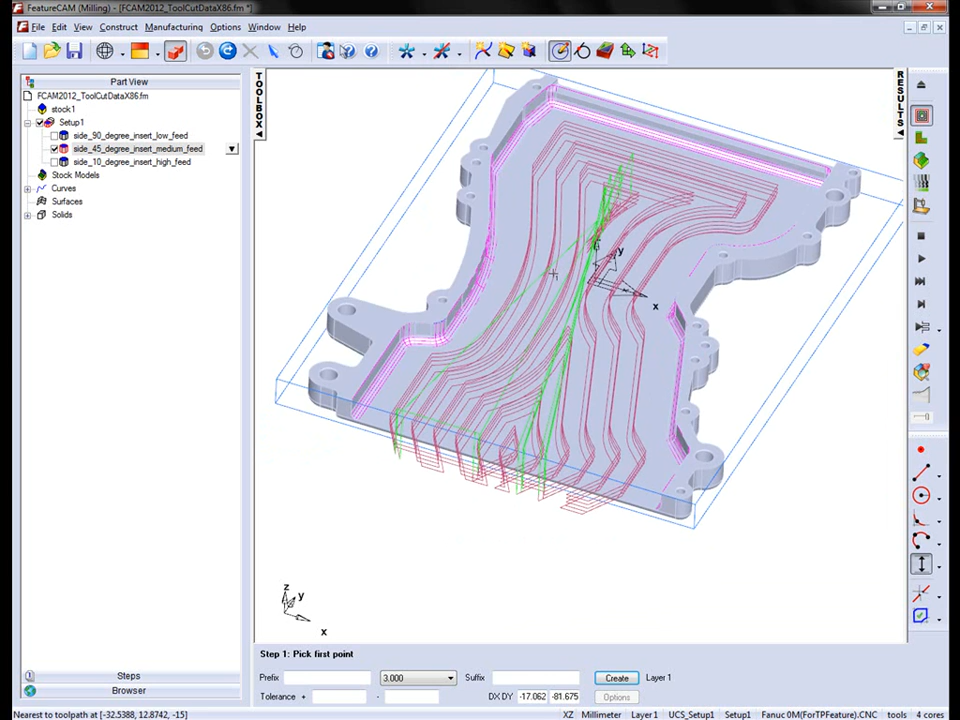 FeatureCAM (Milling) - [FCAM2012_ToolCutDataX86.fm *]
File Edit View Construct Manufacturing Options Window Help
Part View
FCAM2012_ToolCutDataX86.fm
stock1
Setup1
side_90_degree_insert_low_feed
side_45_degree_insert_medium_feed
side_10_degree_insert_high_feed
Stock Models
Curves
Surfaces
Solids
Steps
Browser
TOOLBOX
RESULTS
y
x
z
y
x
Step 1: Pick first point
Prefix 3.000 Suffix Create Layer 1
Tolerance + - DX DY -17.062 -81.675 Options
Nearest to toolpath at [-32.5388, 12.8742, -15] XZ Millimeter Layer 1 UCS_Setup1 Setup1 Fanuc 0M(ForTPFeature).CNC tools 4 cores